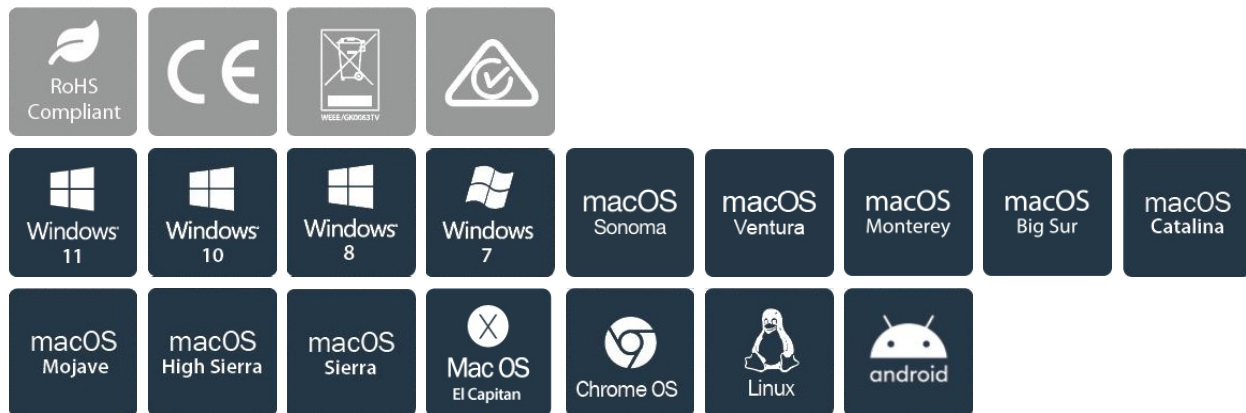 RoHS
Compliant
CE
WEEE/GK0063TV
Windows
11
Windows
10
Windows
8
Windows
7
macOS
Sonoma
macOS
Ventura
macOS
Monterey
macOS
Big Sur
macOS
Catalina
macOS
Mojave
macOS
High Sierra
macOS
Sierra
X
Mac OS
El Capitan
Chrome OS
Linux
android